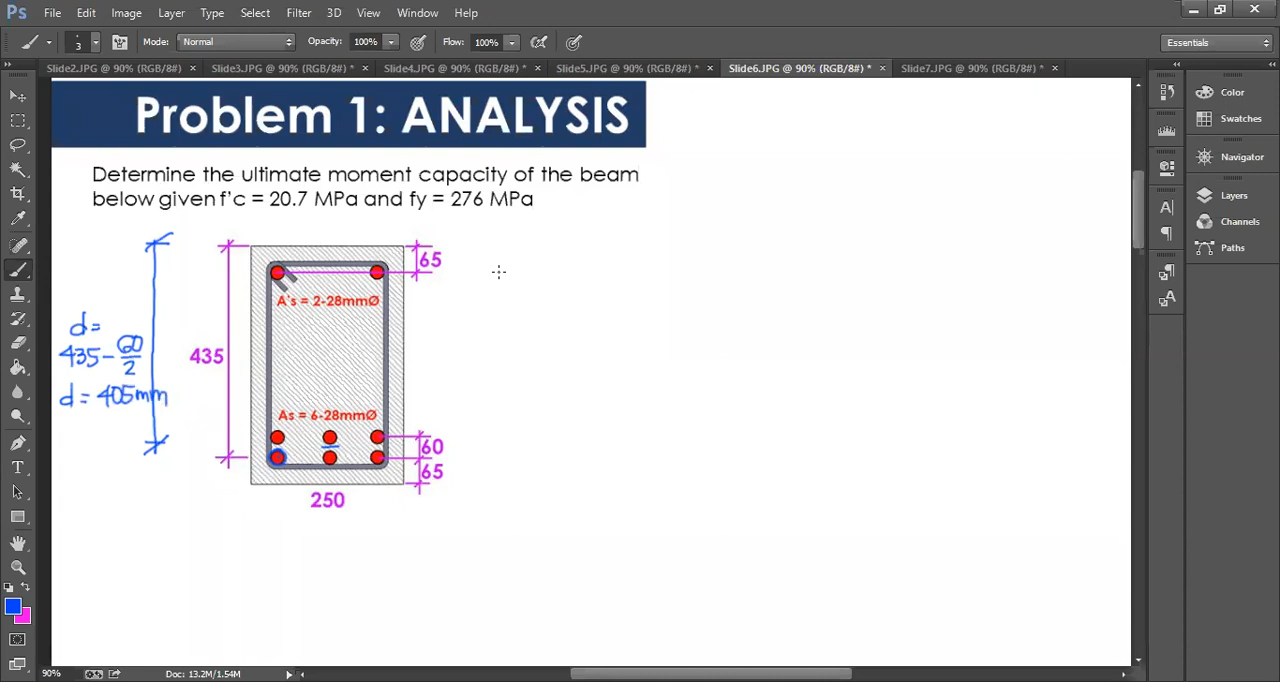 Ps File Edit Image Layer Type Select Filter 3D View Window Help
3 Mode: Normal Opacity: 100% Flow: 100% Essentials
Slide2.JPG @ 90% (RGB/8#) × Slide3.JPG @ 90% (RGB/8#) * × Slide4.JPG @ 90% (RGB/8#) * × Slide5.JPG @ 90% (RGB/8#) * × Slide6.JPG @ 90% (RGB/8#) * × Slide7.JPG @ 90% (RGB/8#) * ×
Problem 1: ANALYSIS
Determine the ultimate moment capacity of the beam
below given f'c = 20.7 MPa and fy = 276 MPa
65
A's = 2-28mmØ
d =
435 - 60/2
d = 405mm
435
As = 6-28mmØ
60
65
250
Color
Swatches
Navigator
Layers
Channels
Paths
90% Doc: 13.2M/1.54M